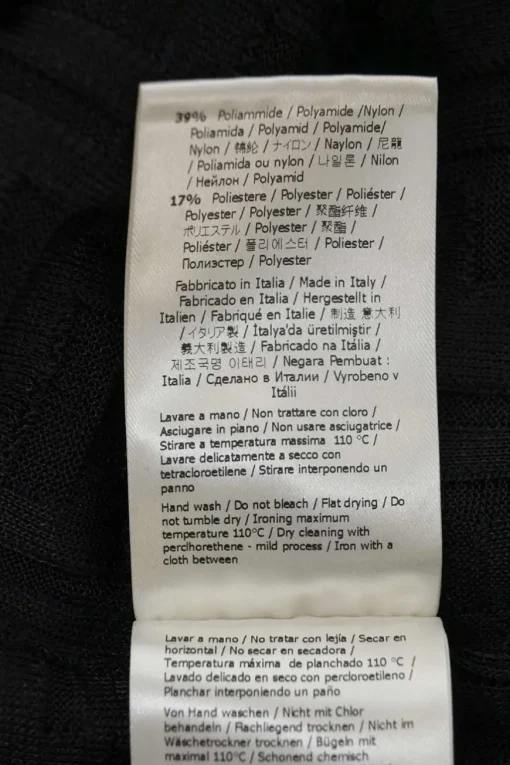 39% Poliammide / Polyamide /Nylon /
Poliamida / Polyamid / Polyamide/
Nylon / 锦纶 / ナイロン / Naylon / 尼龍
/ Poliamida ou nylon / 나일론 / Nilon
/ Нейлон / Polyamid
17% Poliestere / Polyester / Poliéster /
Polyester / Polyester / 聚酯纤维 /
ポリエステル / Polyester / 聚酯 /
Poliéster / 폴리에스터 / Poliester /
Полиэстер / Polyester
Fabbricato in Italia / Made in Italy /
Fabricado en Italia / Hergestellt in
Italien / Fabriqué en Italie / 制造 意大利
/ イタリア製 / İtalya'da üretilmiştir /
義大利製造 / Fabricado na Itália /
제조국명 이태리 / Negara Pembuat :
Italia / Сделано в Италии / Vyrobeno v
Itálii
Lavare a mano / Non trattare con cloro /
Asciugare in piano / Non usare asciugatrice /
Stirare a temperatura massima 110 °C /
Lavare delicatamente a secco con
tetracloroetilene / Stirare interponendo un
panno
Hand wash / Do not bleach / Flat drying / Do
not tumble dry / Ironing maximum
temperature 110°C / Dry cleaning with
perclhorethene - mild process / Iron with a
cloth between
Lavar a mano / No tratar con lejía / Secar en
horizontal / No secar en secadora /
Temperatura máxima de planchado 110 °C /
Lavado delicado en seco con percloroetileno /
Planchar interponiendo un paño
Von Hand waschen / Nicht mit Chlor
behandeln / Flachliegend trocknen / Nicht im
Wäschetrockner trocknen / Bügeln mit
maximal 110°C / Schonend chemisch